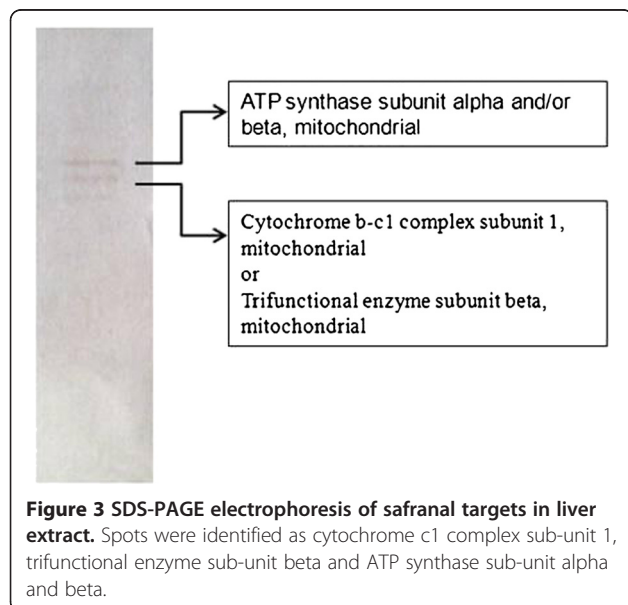 ATP synthase subunit alpha and/or
beta, mitochondrial
Cytochrome b-c1 complex subunit 1,
mitochondrial
or
Trifunctional enzyme subunit beta,
mitochondrial
Figure 3 SDS-PAGE electrophoresis of safranal targets in liver
extract. Spots were identified as cytochrome c1 complex sub-unit 1,
trifunctional enzyme sub-unit beta and ATP synthase sub-unit alpha
and beta.